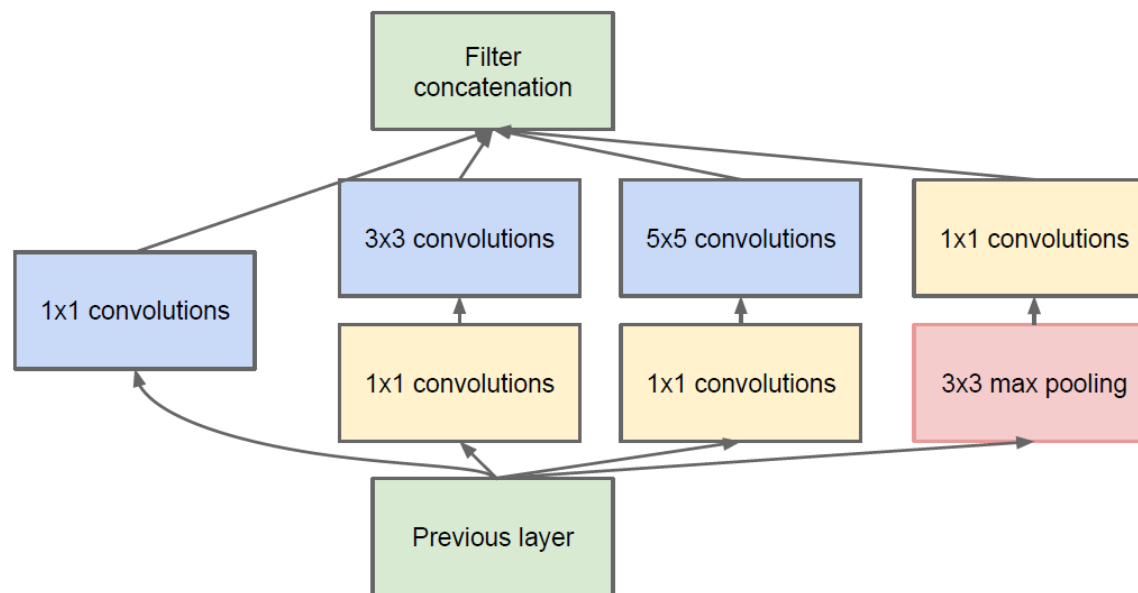 Filter
concatenation
3x3 convolutions
5x5 convolutions
1x1 convolutions
1x1 convolutions
1x1 convolutions
1x1 convolutions
3x3 max pooling
Previous layer